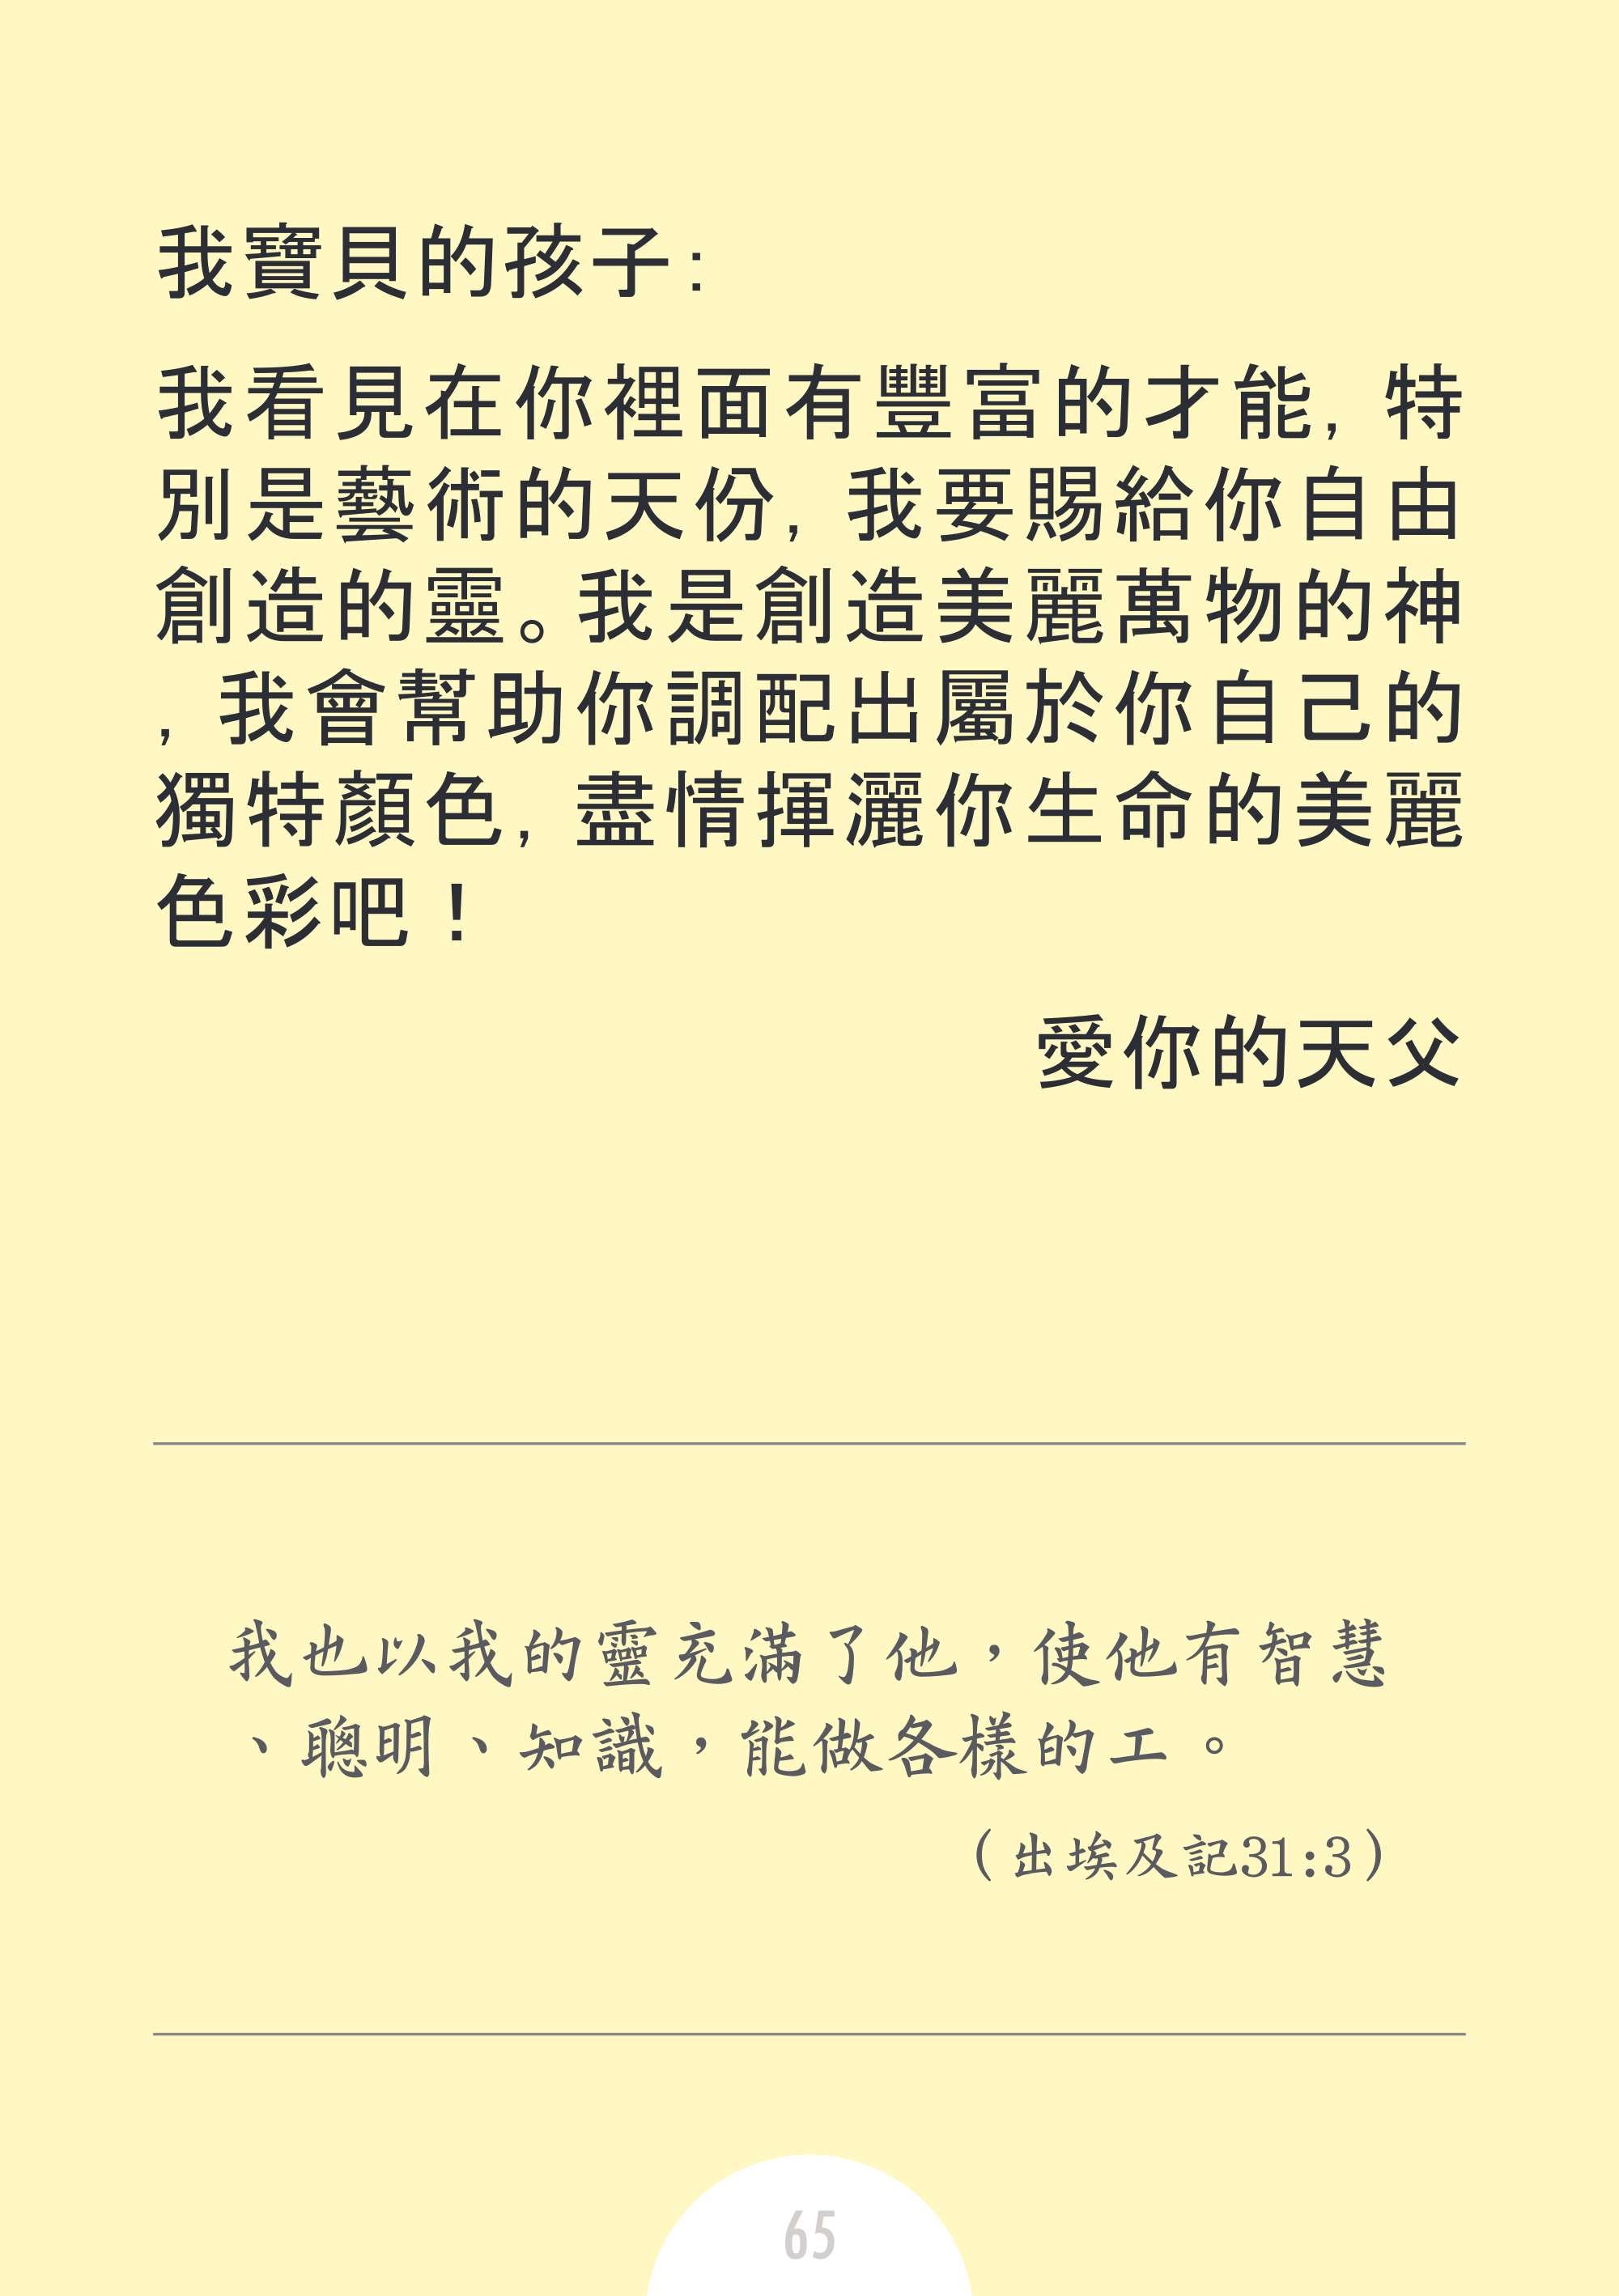 我寶貝的孩子：
我看見在你裡面有豐富的才能，特
別是藝術的天份，我要賜給你自由
創造的靈。我是創造美麗萬物的神
，我會幫助你調配出屬於你自己的
獨特顏色，盡情揮灑你生命的美麗
色彩吧！
愛你的天父
我也以我的靈充滿了他，使他有智慧
、聰明、知識，能做各樣的工。
（出埃及記31:3）
65